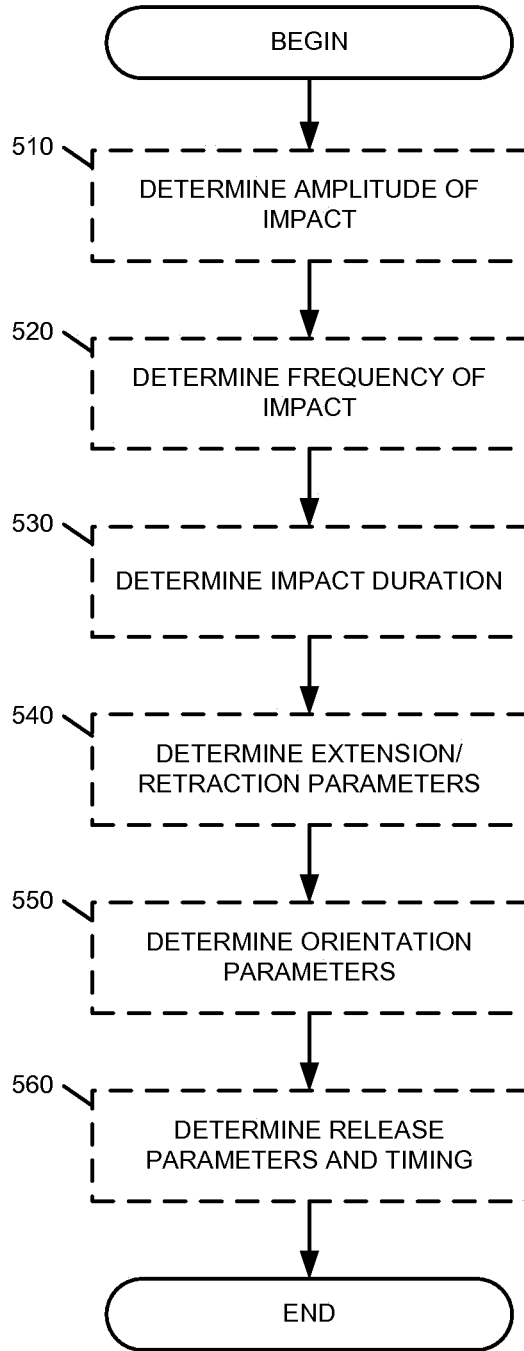 BEGIN
510
DETERMINE AMPLITUDE OF
IMPACT
520
DETERMINE FREQUENCY OF
IMPACT
530
DETERMINE IMPACT DURATION
540
DETERMINE EXTENSION/
RETRACTION PARAMETERS
550
DETERMINE ORIENTATION
PARAMETERS
560
DETERMINE RELEASE
PARAMETERS AND TIMING
END